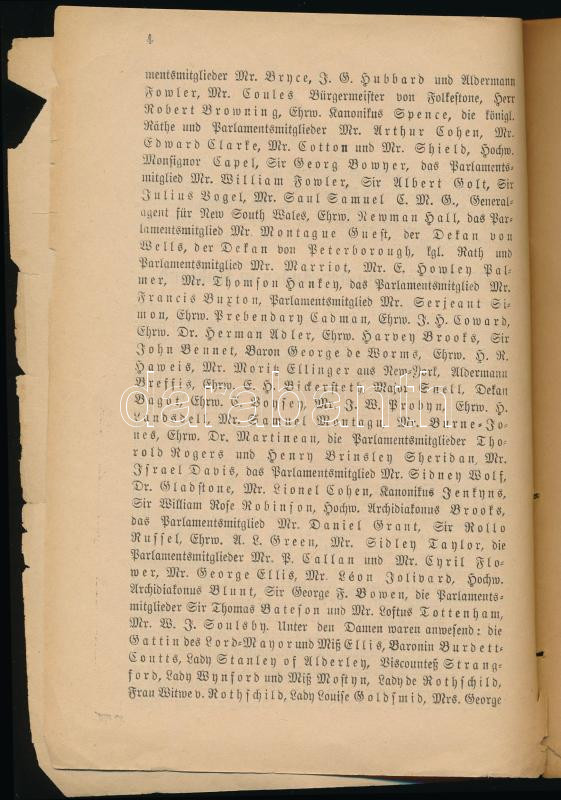 4
mentsmitglieder Mr. Bryce, J. G. Hubbard und Aldermann
Fowler, Mr. Coules Bürgermeister von Folkestone, Herr
Robert Browning, Ehrw. Kanonikus Spence, die königl.
Räthe und Parlamentsmitglieder Mr. Arthur Cohen, Mr.
Edward Clarke, Mr. Cotton und Mr. Shield, Hochw.
Monsignor Capel, Sir Georg Bowyer, das Parlaments-
mitglied Mr. William Fowler, Sir Albert Golt, Sir
Julius Vogel, Mr. Saul Samuel C. M. G., General-
agent für New South Wales, Ehrw. Newman Hall, das Par-
lamentsmitglied Mr. Montague Guest, der Dekan von
Wells, der Dekan von Peterborough, kgl. Rath und
Parlamentsmitglied Mr. Marriot, Mr. E. Howley Pal-
mer, Mr. Thomson Hankey, das Parlamentsmitglied Mr.
Francis Buxton, Parlamentsmitglied Mr. Serjeant Si-
mon, Ehrw. Prebendary Cadman, Ehrw. J. H. Coward,
Ehrw. Dr. Herman Adler, Ehrw. Harvey Brooks, Sir
John Bennet, Baron George de Worms, Ehrw. H. R.
Haweis, Mr. Morit Ellinger aus New-York, Aldermann
Breffis, Ehrw. E. H. Bickersteth Major Snell, Dekan
Bagot, Ehrw. C. Voysey, Mr. J. W. Probyn, Ehrw. H.
Landsdell, Mr. Samuel Montagu Mr. Burne-Jo-
nes, Ehrw. Dr. Martineau, die Parlamentsmitglieder Tho-
rold Rogers und Henry Brinsley Sheridan, Mr.
Israel Davis, das Parlamentsmitglied Mr. Sidney Wolf,
Dr. Gladstone, Mr. Lionel Cohen, Kanonikus Jenkyns,
Sir William Rose Robinson, Hochw. Archidiakonus Brooks,
das Parlamentsmitglied Mr. Daniel Grant, Sir Rollo
Russel, Ehrw. A. L. Green, Mr. Sidley Taylor, die
Parlamentsmitglieder Mr. P. Callan und Mr. Cyril Flo-
wer, Mr. George Ellis, Mr. Léon Jolivard, Hochw.
Archidiakonus Blunt, Sir George F. Bowen, die Parlaments-
mitglieder Sir Thomas Bateson und Mr. Loftus Tottenham,
Mr. W. J. Soulsby. Unter den Damen waren anwesend: die
Gattin des Lord-Mayor und Miß Ellis, Baronin Burdett-
Coutts, Lady Stanley of Alderley, Viscounteß Strang-
ford, Lady Wynford und Miß Mostyn, Lady de Rothschild,
Frau Witwe v. Rothschild, Lady Louise Goldsmid, Mrs. George